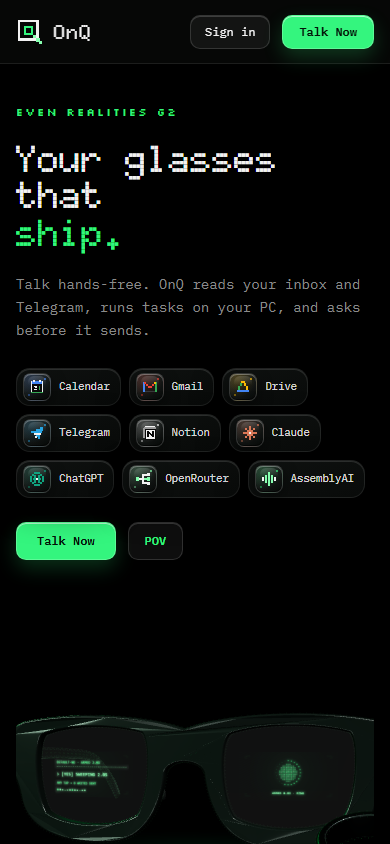 OnQ
Sign in
Talk Now
EVEN REALITIES G2
Your glasses
that
ship.
Talk hands-free. OnQ reads your inbox and
Telegram, runs tasks on your PC, and asks
before it sends.
Calendar
Gmail
Drive
Telegram
Notion
Claude
ChatGPT
OpenRouter
AssemblyAI
Talk Now
POV